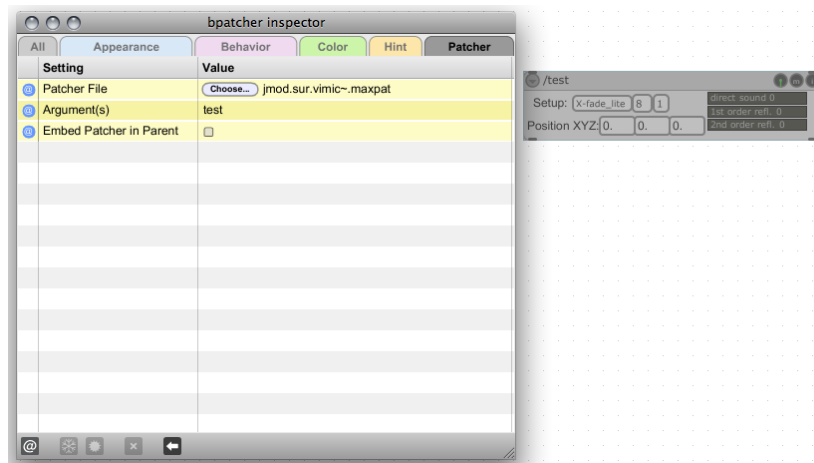 bpatcher inspector
All Appearance Behavior Color Hint Patcher
Setting Value
@ Patcher File Choose... jmod.sur.vimic~.maxpat
@ Argument(s) test
@ Embed Patcher in Parent
@
/test m
Setup: X-fade_lite 8 1
Position XYZ: 0. 0. 0.
direct sound 0
1st order refl. 0
2nd order refl. 0